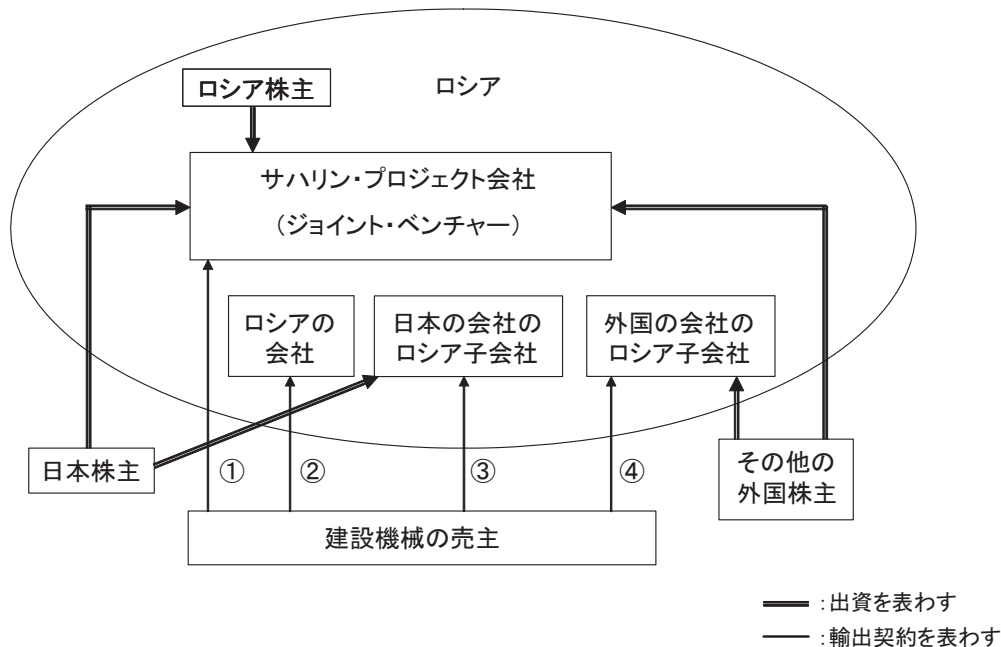 ロシア
ロシア株主
サハリン・プロジェクト会社
（ジョイント・ベンチャー）
ロシアの
会社
日本の会社の
ロシア子会社
外国の会社の
ロシア子会社
日本株主
①
②
③
④
その他の
外国株主
建設機械の売主
：出資を表わす
：輸出契約を表わす